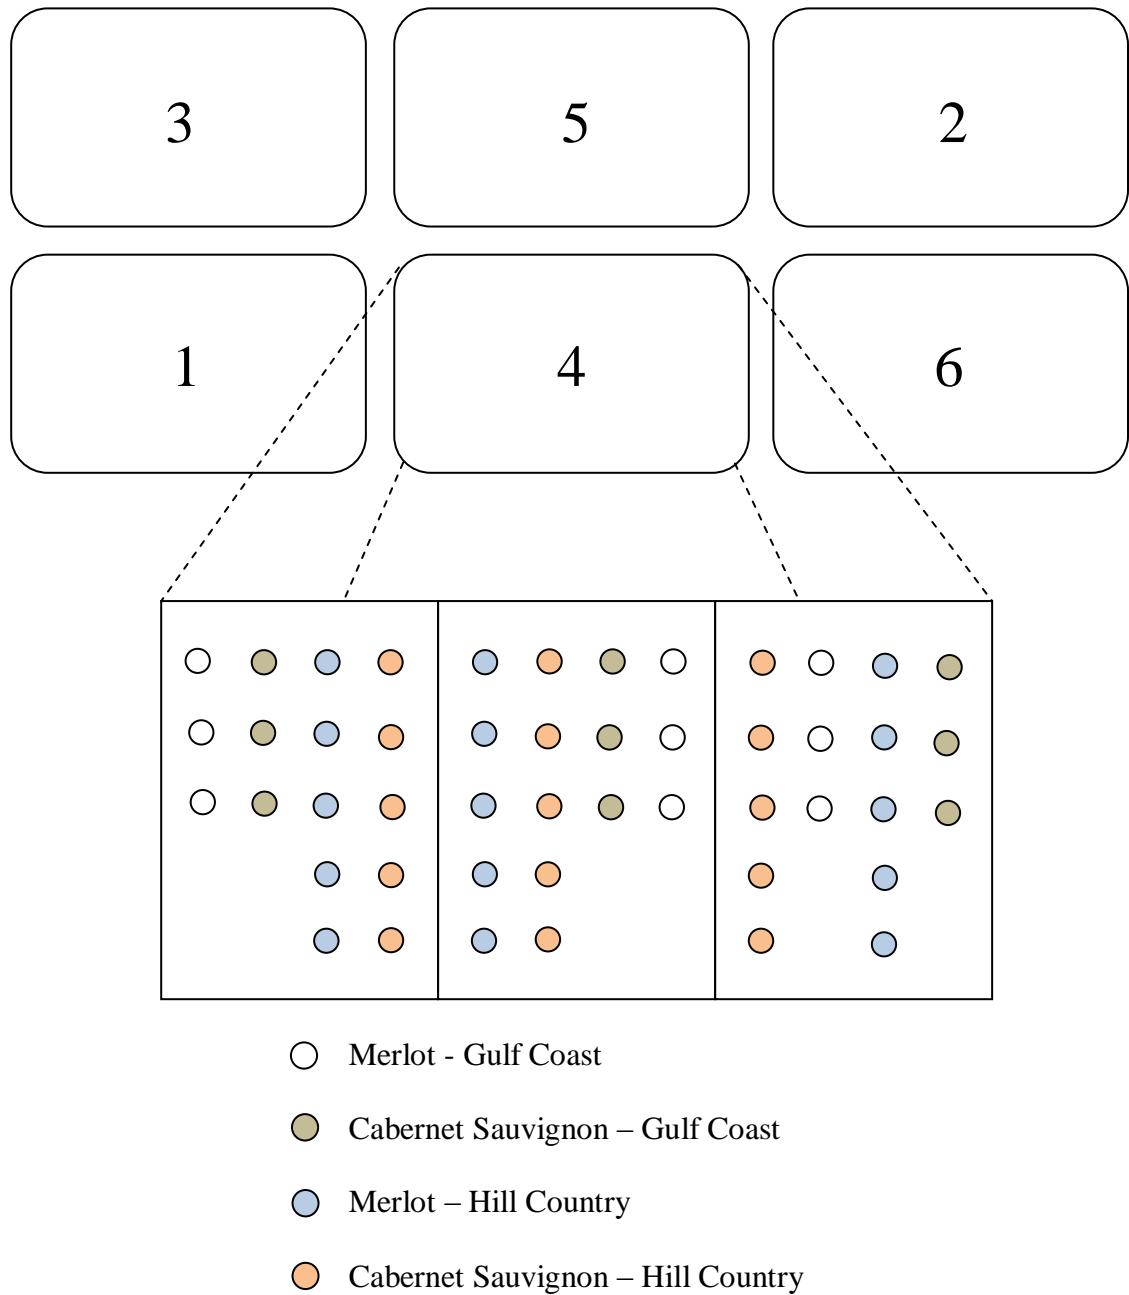 3
5
2
1
4
6
Merlot - Gulf Coast
Cabernet Sauvignon – Gulf Coast
Merlot – Hill Country
Cabernet Sauvignon – Hill Country